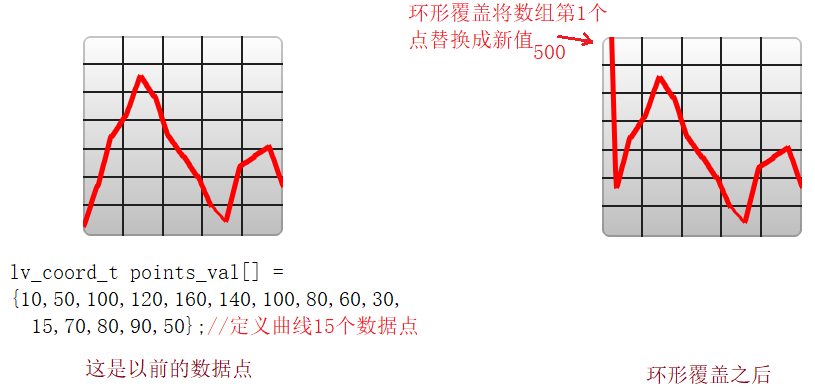 环形覆盖将数组第1个
点替换成新值500
lv_coord_t points_val[] =
{10,50,100,120,160,140,100,80,60,30,
15,70,80,90,50};//定义曲线15个数据点
这是以前的数据点
环形覆盖之后